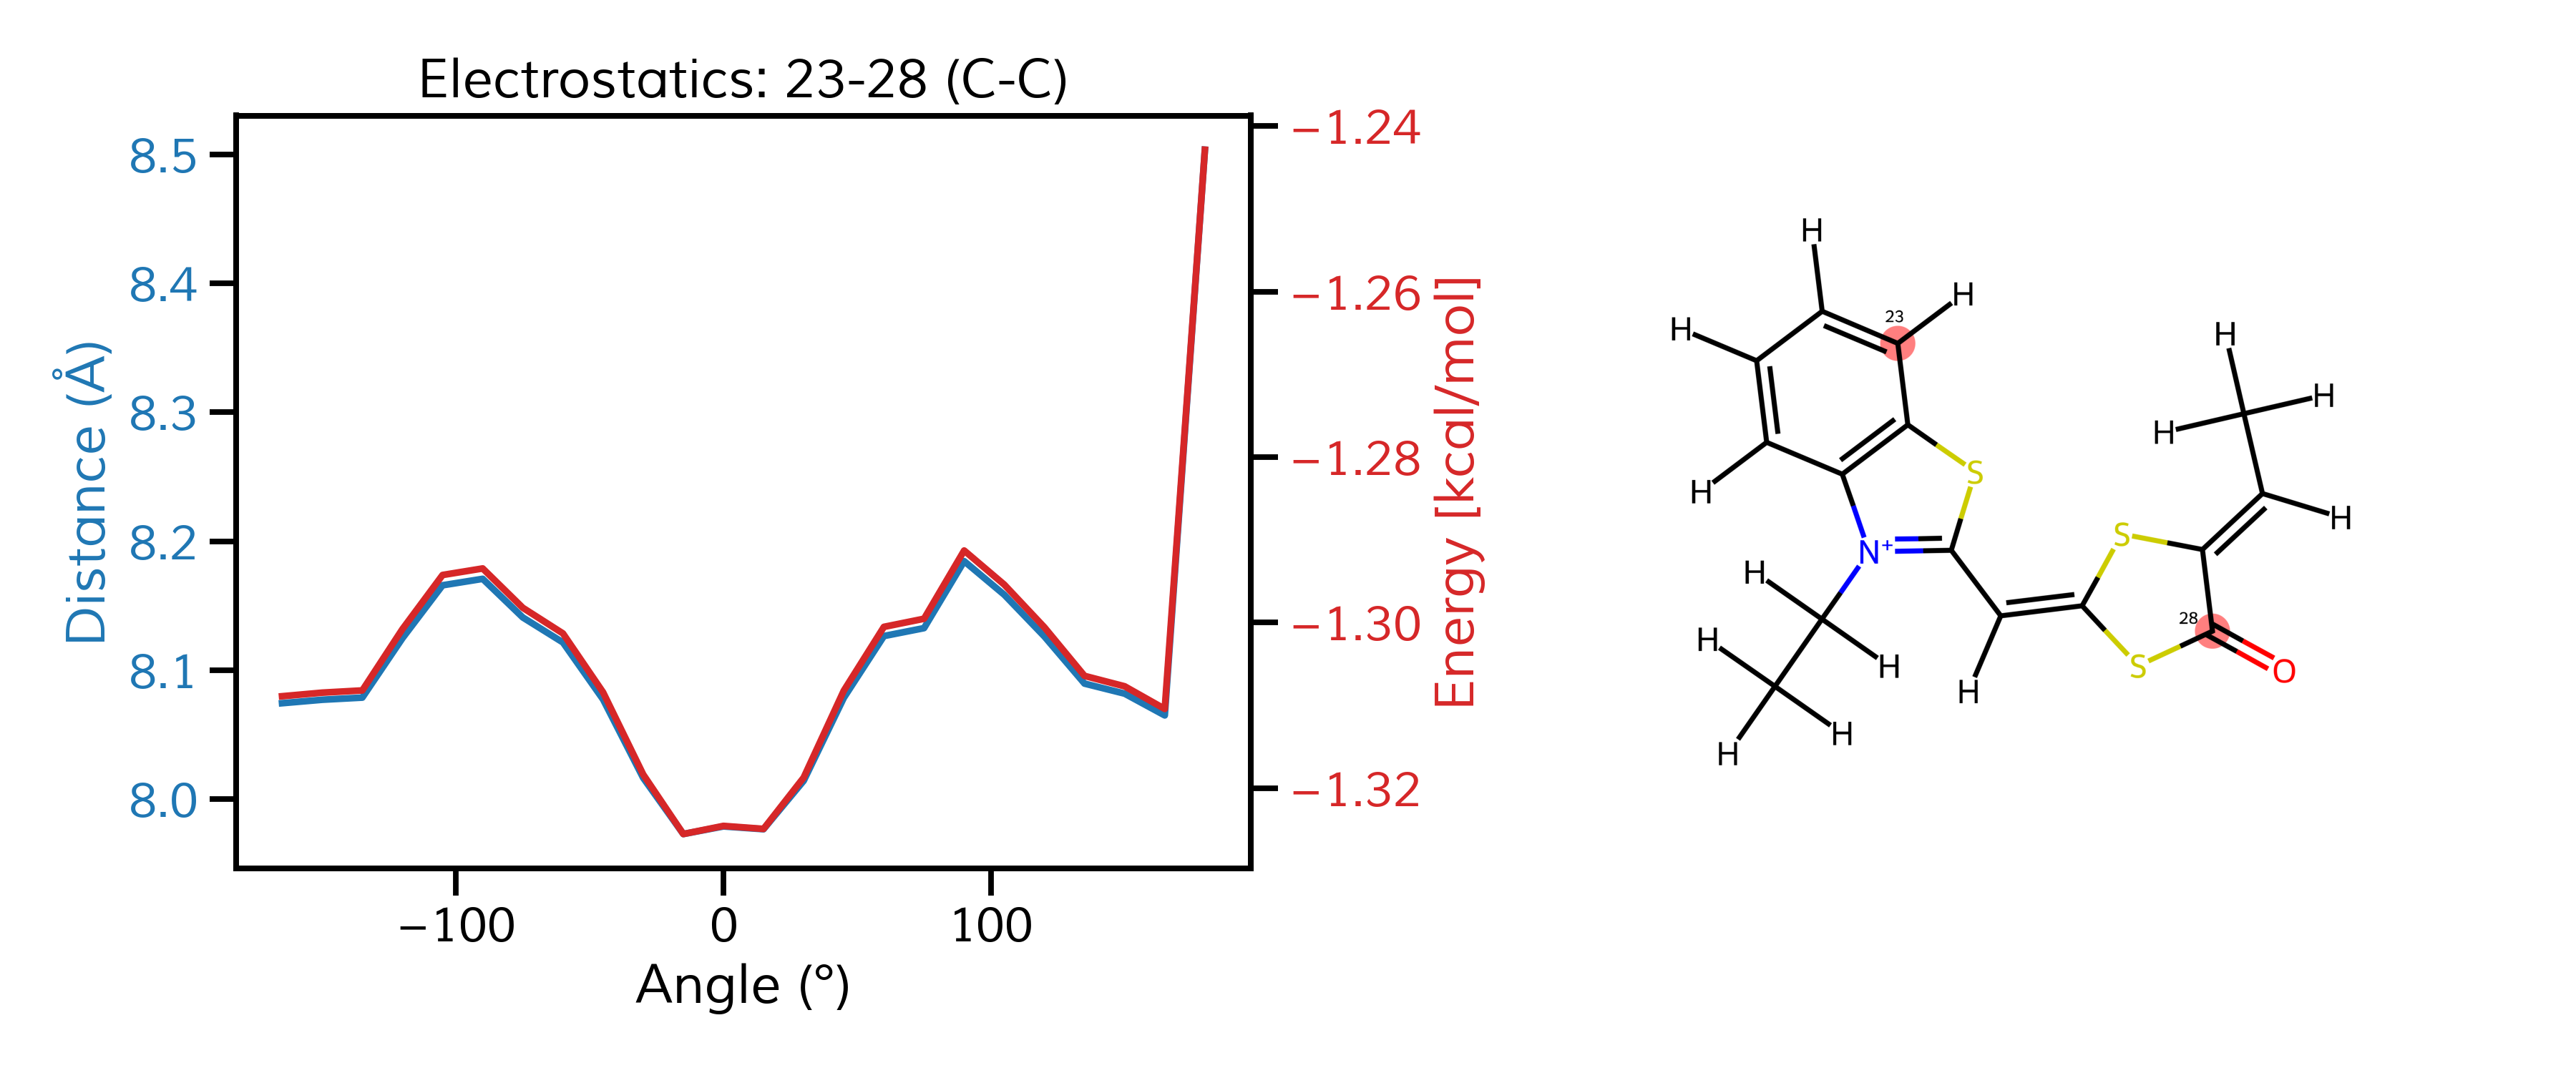 Electrostatics: 23-28 (C-C)
8.5
8.4
8.3
8.2
8.1
8.0
Distance (Å)
−1.24
−1.26
−1.28
−1.30
−1.32
Energy [kcal/mol]
−100
0
100
Angle (°)
H
H
23
H
H
H
H
H
S
H
S
N+
H
H
28
H
S
O
H
H
H